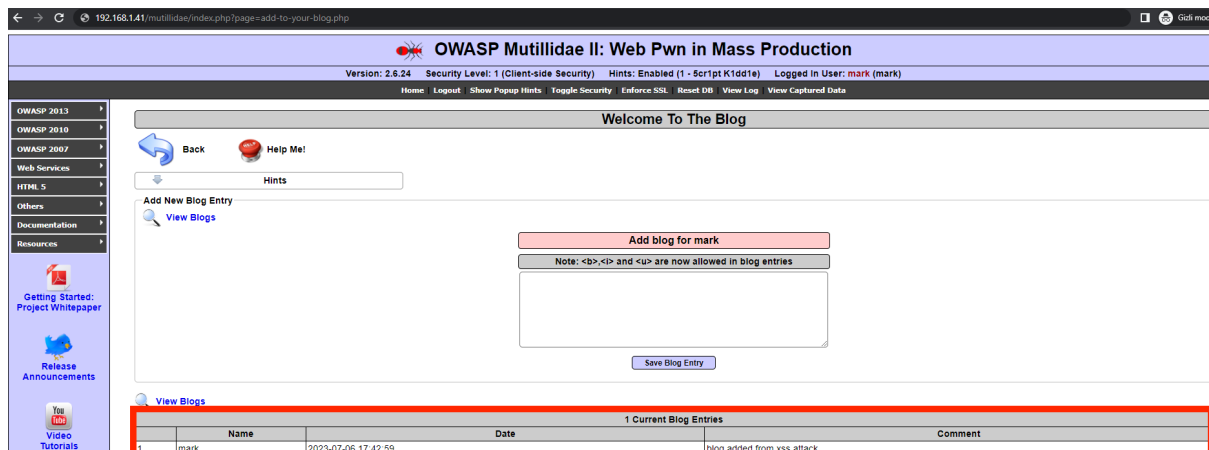 192.168.1.41/mutillidae/index.php?page=add-to-your-blog.php
OWASP Mutillidae II: Web Pwn in Mass Production
Version: 2.6.24 Security Level: 1 (Client-side Security) Hints: Enabled (1 - 5cr1pt K1dd1e) Logged In User: mark (mark)
Home | Logout | Show Popup Hints | Toggle Security | Enforce SSL | Reset DB | View Log | View Captured Data
OWASP 2013
OWASP 2010
OWASP 2007
Web Services
HTML 5
Others
Documentation
Resources
Getting Started:
Project Whitepaper
Release
Announcements
You
Tube
Video
Tutorials
Welcome To The Blog
Back Help Me!
Hints
Add New Blog Entry
View Blogs
Add blog for mark
Note: <b>,<i> and <u> are now allowed in blog entries
Save Blog Entry
View Blogs
1 Current Blog Entries
Name Date Comment
1 mark 2023-07-06 17:42:59 blog added from xss attack